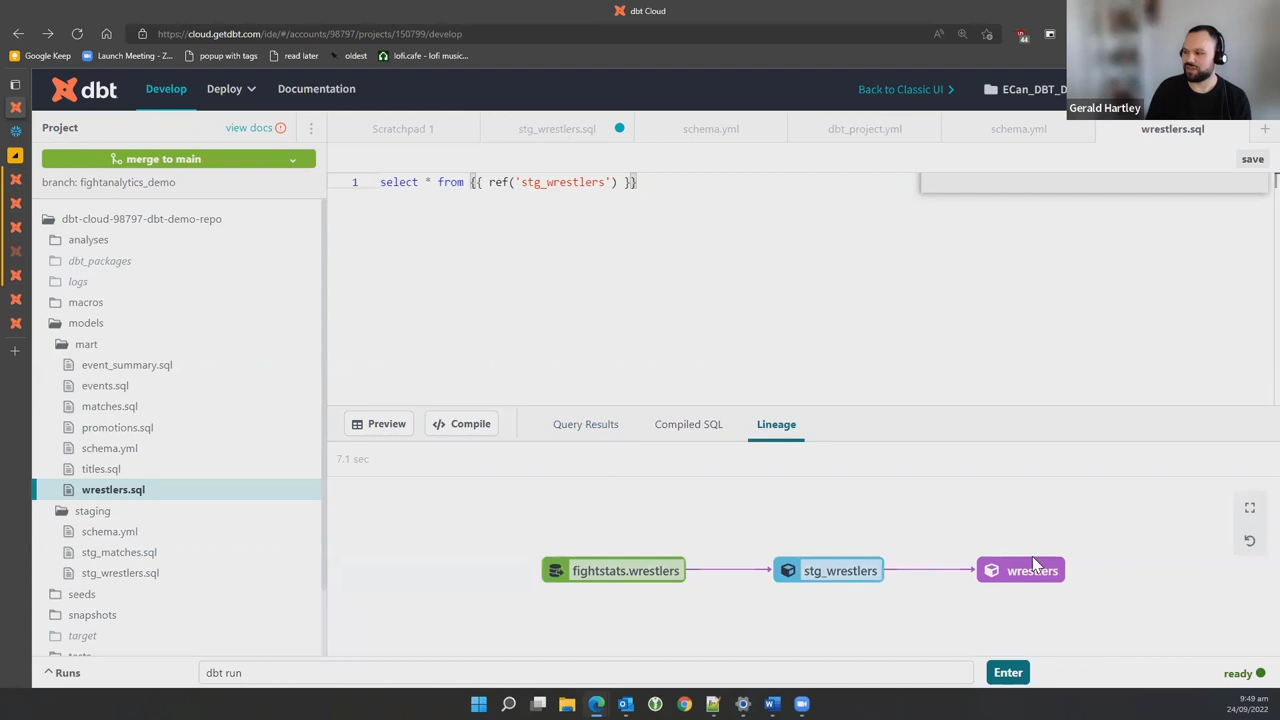 dbt Cloud
https://cloud.getdbt.com/ide/#/accounts/98797/projects/150799/develop
44
Google Keep
Launch Meeting - Z...
popup with tags
read later
oldest
lofi.cafe - lofi music...
Gerald Hartley
dbt
Develop
Deploy
Documentation
Back to Classic UI
ECan_DBT_D
Project
view docs
Scratchpad 1
stg_wrestlers.sql
schema.yml
dbt_project.yml
schema.yml
wrestlers.sql
merge to main
save
branch: fightanalytics_demo
1 select * from {{ ref('stg_wrestlers') }}
dbt-cloud-98797-dbt-demo-repo
analyses
dbt_packages
logs
macros
models
mart
event_summary.sql
events.sql
matches.sql
promotions.sql
schema.yml
titles.sql
wrestlers.sql
staging
schema.yml
stg_matches.sql
stg_wrestlers.sql
seeds
snapshots
target
tests
Preview
Compile
Query Results
Compiled SQL
Lineage
7.1 sec
fightstats.wrestlers
stg_wrestlers
wrestlers
Runs
dbt run
Enter
ready
9:49 am
24/09/2022